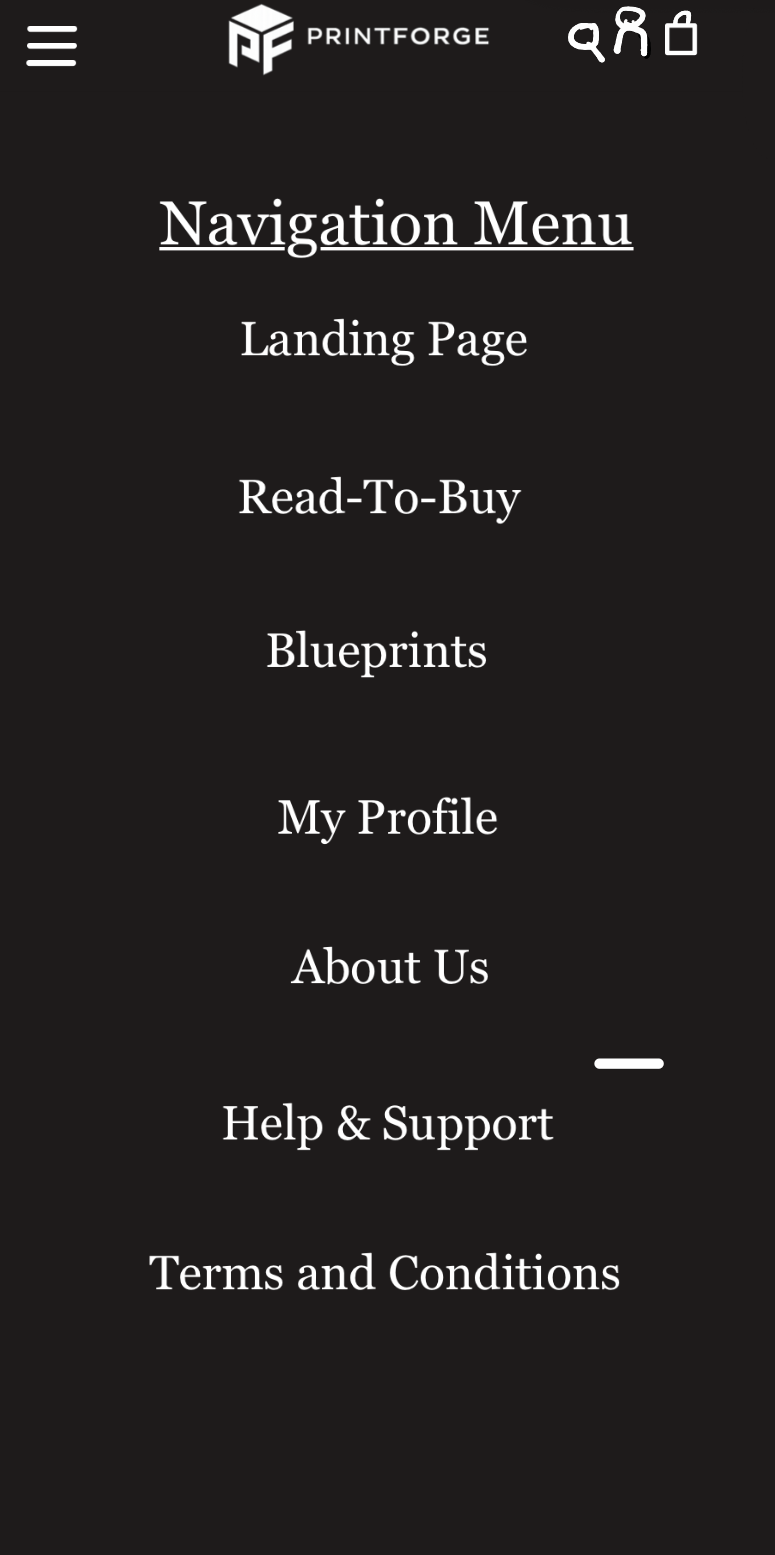 PRINTFORGE
Navigation Menu
Landing Page
Read-To-Buy
Blueprints
My Profile
About Us
Help & Support
Terms and Conditions